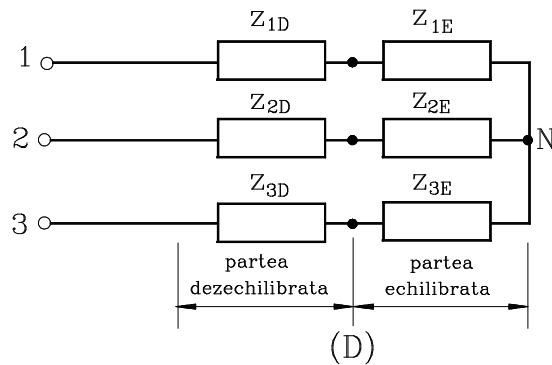 Z1D Z1E
1
Z2D Z2E
2 N
Z3D Z3E
3
partea partea
dezechilibrata echilibrata
(D)